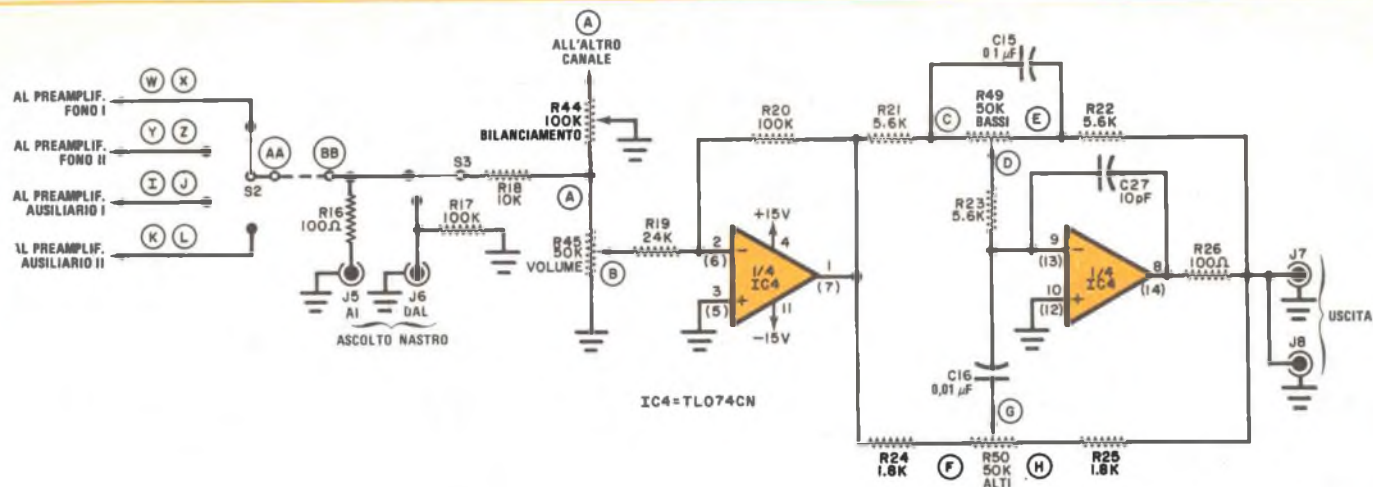 W X
AL PREAMPLIF.
FONO I
Y Z
AL PREAMPLIF.
FONO II
I J
AL PREAMPLIF.
AUSILIARIO I
K L
AL PREAMPLIF.
AUSILIARIO II
S2
AA
BB
R16
100Ω
J5
AI
J6
DAL
ASCOLTO NASTRO
R17
100K
S3
R18
10K
A
ALL'ALTRO
CANALE
R44
100K
BILANCIAMENTO
A
R45
50K
VOLUME
B
R19
24K
R20
100K
2
(6)
3
(5)
+15V
4
1/4
IC4
11
-15V
1
(7)
IC4=TL074CN
R21
5.6K
C
C15
0 1 µF
R49
50K
BASSI
E
R22
5.6K
D
R23
5.6K
C27
10pF
9
(13)
10
(12)
1/4
IC4
8
(14)
R26
100Ω
J7
J8
USCITA
C16
0,01 µF
G
R24
1.8K
F
R50
50K
ALTI
H
R25
1.8K